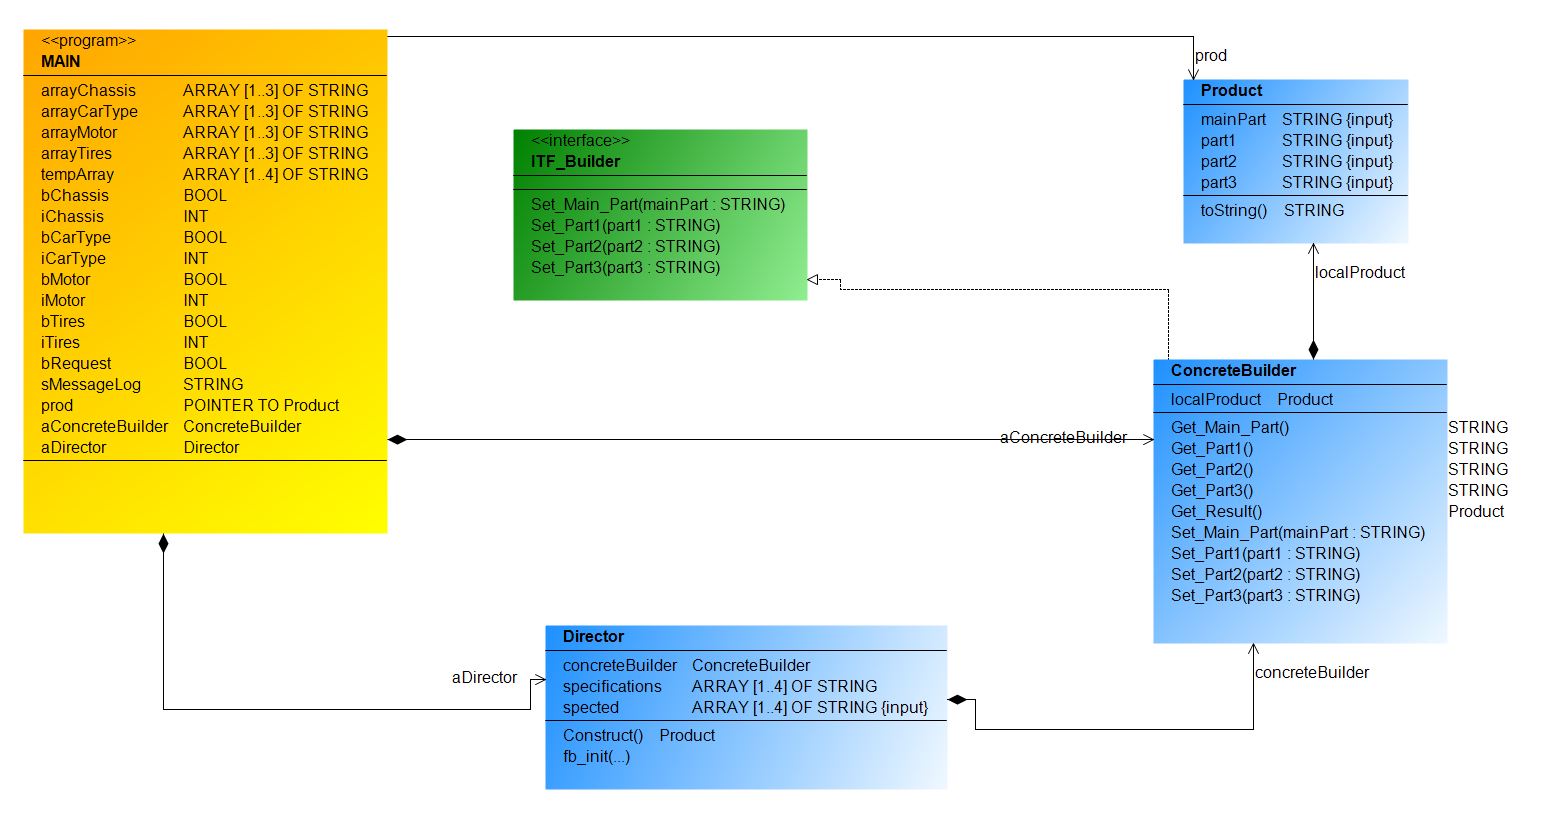 <<program>>
MAIN
arrayChassis ARRAY [1..3] OF STRING
arrayCarType ARRAY [1..3] OF STRING
arrayMotor ARRAY [1..3] OF STRING
arrayTires ARRAY [1..3] OF STRING
tempArray ARRAY [1..4] OF STRING
bChassis BOOL
iChassis INT
bCarType BOOL
iCarType INT
bMotor BOOL
iMotor INT
bTires BOOL
iTires INT
bRequest BOOL
sMessageLog STRING
prod POINTER TO Product
aConcreteBuilder ConcreteBuilder
aDirector Director
<<interface>>
ITF_Builder
Set_Main_Part(mainPart : STRING)
Set_Part1(part1 : STRING)
Set_Part2(part2 : STRING)
Set_Part3(part3 : STRING)
prod
Product
mainPart STRING {input}
part1 STRING {input}
part2 STRING {input}
part3 STRING {input}
toString() STRING
localProduct
ConcreteBuilder
localProduct Product
Get_Main_Part() STRING
Get_Part1() STRING
Get_Part2() STRING
Get_Part3() STRING
Get_Result() Product
Set_Main_Part(mainPart : STRING)
Set_Part1(part1 : STRING)
Set_Part2(part2 : STRING)
Set_Part3(part3 : STRING)
aConcreteBuilder
aDirector
Director
concreteBuilder ConcreteBuilder
specifications ARRAY [1..4] OF STRING
spected ARRAY [1..4] OF STRING {input}
Construct() Product
fb_init(...)
concreteBuilder